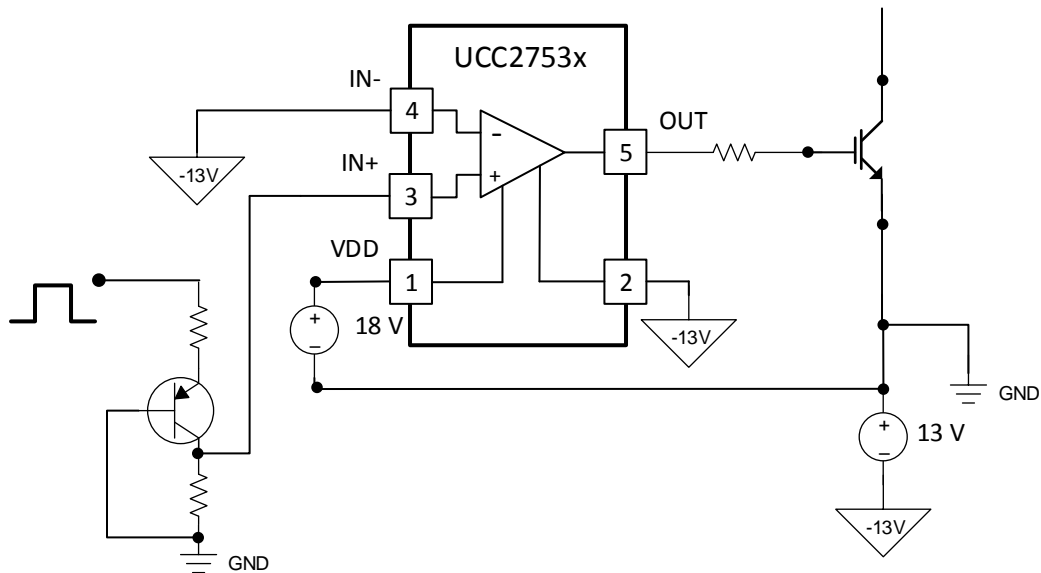 UCC2753x
IN-
4
-
OUT
5
-13V
IN+
3
+
VDD
1
2
+
18 V
-
-13V
GND
+
13 V
-
-13V
GND